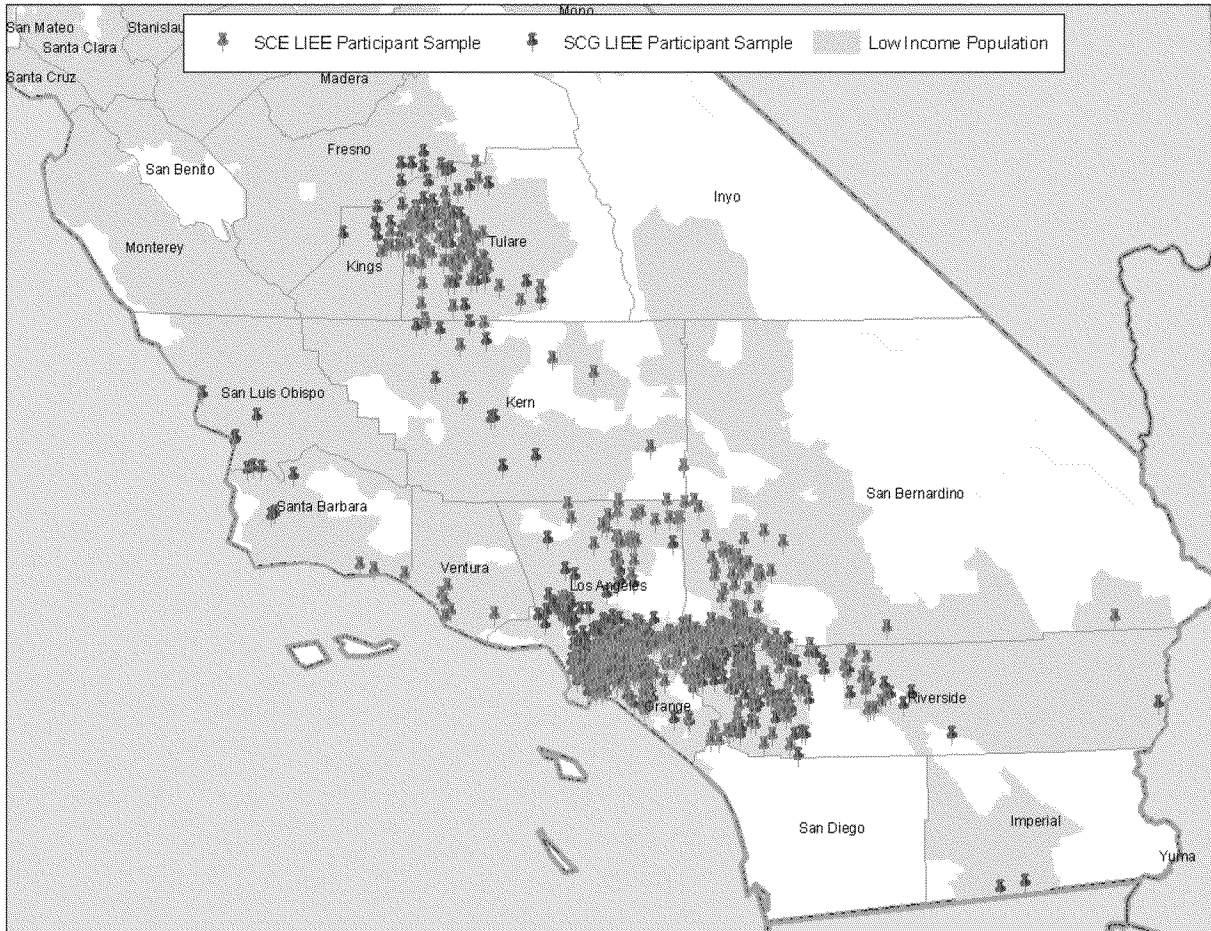 Mono
San Mateo
Stanislau
Santa Clara
SCE LIEE Participant Sample
SCG LIEE Participant Sample
Low Income Population
Santa Cruz
Madera
Fresno
San Benito
Inyo
Monterey
Tulare
Kings
San Luis Obispo
Kern
San Bernardino
Santa Barbara
Ventura
Los Angeles
Orange
Riverside
San Diego
Imperial
Yuma